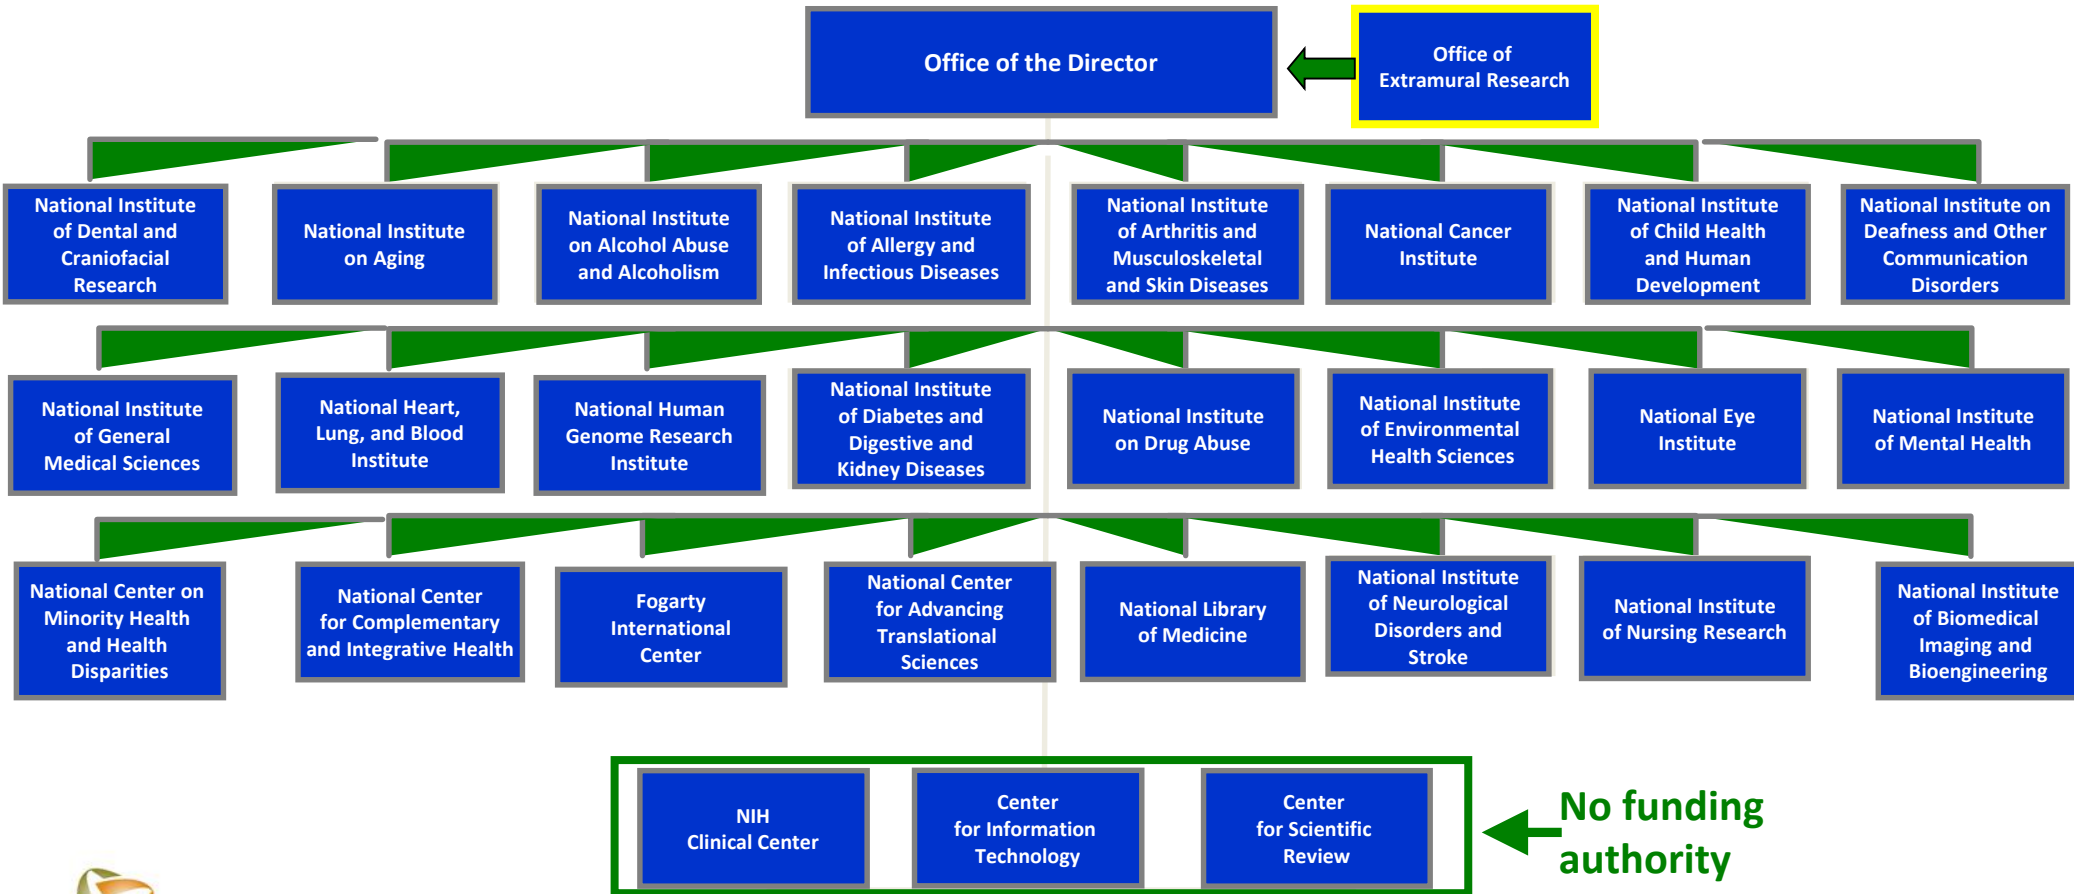 Office of the Director
Office of
Extramural Research
National Institute
of Dental and
Craniofacial
Research
National Institute
on Aging
National Institute
on Alcohol Abuse
and Alcoholism
National Institute
of Allergy and
Infectious Diseases
National Institute
of Arthritis and
Musculoskeletal
and Skin Diseases
National Cancer
Institute
National Institute
of Child Health
and Human
Development
National Institute on
Deafness and Other
Communication
Disorders
National Institute
of General
Medical Sciences
National Heart,
Lung, and Blood
Institute
National Human
Genome Research
Institute
National Institute
of Diabetes and
Digestive and
Kidney Diseases
National Institute
on Drug Abuse
National Institute
of Environmental
Health Sciences
National Eye
Institute
National Institute
of Mental Health
National Center on
Minority Health
and Health
Disparities
National Center
for Complementary
and Integrative Health
Fogarty
International
Center
National Center
for Advancing
Translational
Sciences
National Library
of Medicine
National Institute
of Neurological
Disorders and
Stroke
National Institute
of Nursing Research
National Institute
of Biomedical
Imaging and
Bioengineering
NIH
Clinical Center
Center
for Information
Technology
Center
for Scientific
Review
No funding
authority